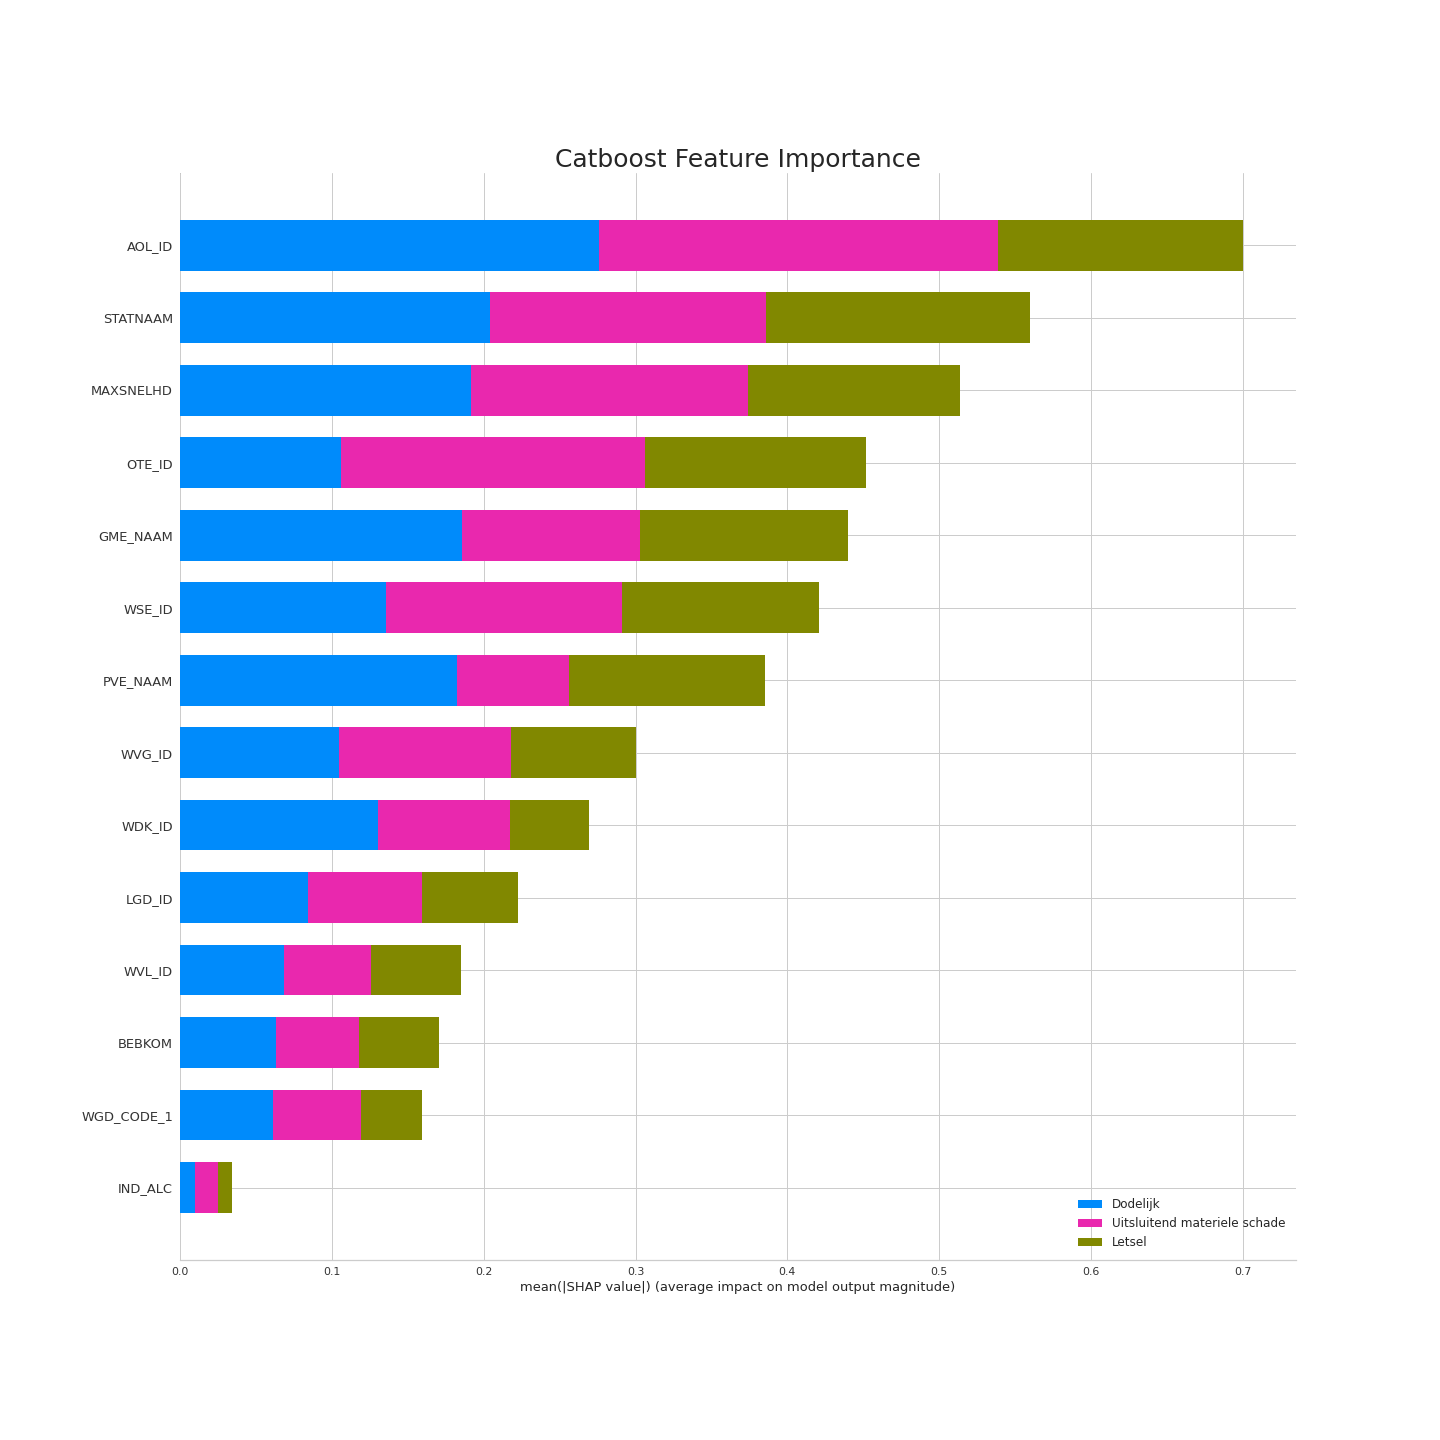 Catboost Feature Importance
AOL_ID
STATNAAM
MAXSNELHD
OTE_ID
GME_NAAM
WSE_ID
PVE_NAAM
WVG_ID
WDK_ID
LGD_ID
WVL_ID
BEBKOM
WGD_CODE_1
IND_ALC
Dodelijk
Uitsluitend materiele schade
Letsel
0.0 0.1 0.2 0.3 0.4 0.5 0.6 0.7
mean(|SHAP value|) (average impact on model output magnitude)